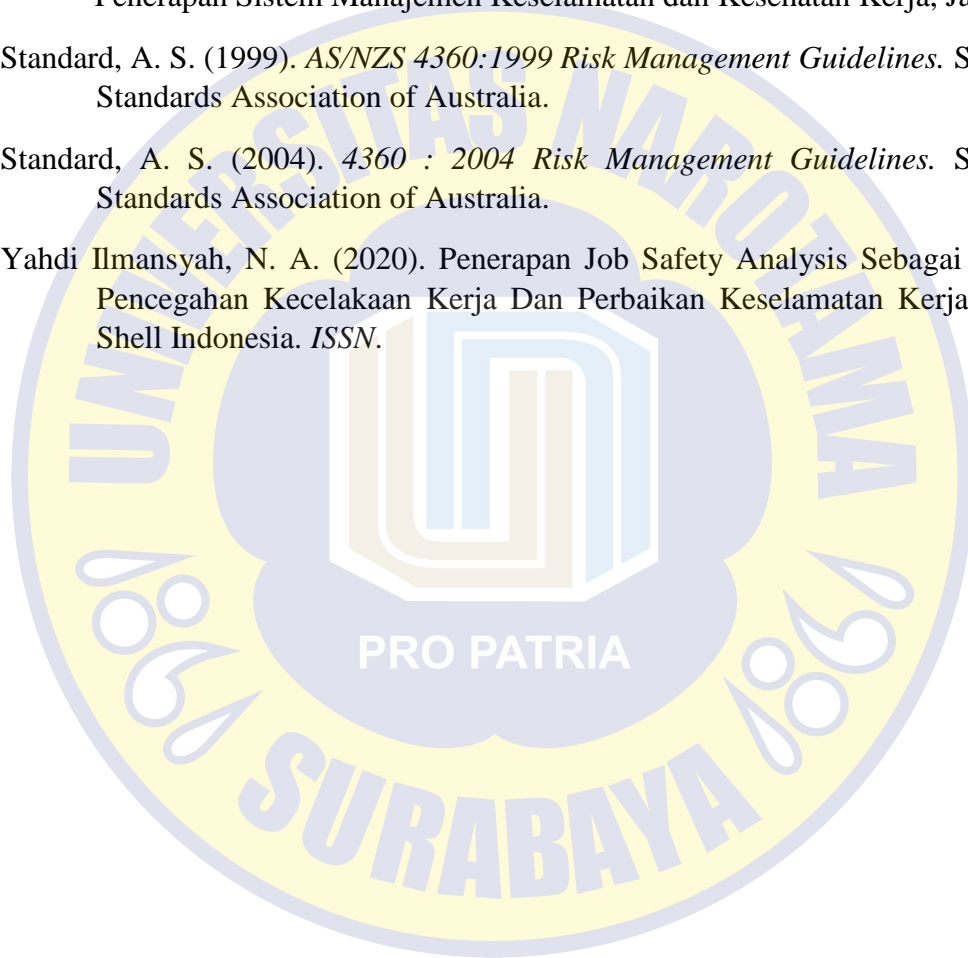 Penerapan Sistem Manajemen Keselamatan dan Kesehatan Kerja,
Standard, A. S. (1999). AS/NZS 4360:1999 Risk Management Guidelines.
Standards Association of Australia.
Standard, A. S. (2004). 4360 : 2004 Risk Management Guidelines.
Standards Association of Australia.
Yahdi Ilmansyah, N. A. (2020). Penerapan Job Safety Analysis Sebagai
Pencegahan Kecelakaan Kerja Dan Perbaikan Keselamatan Kerja
Shell Indonesia. ISSN.
UNIVERSITAS NAROTAMA
PRO PATRIA
SURABAYA